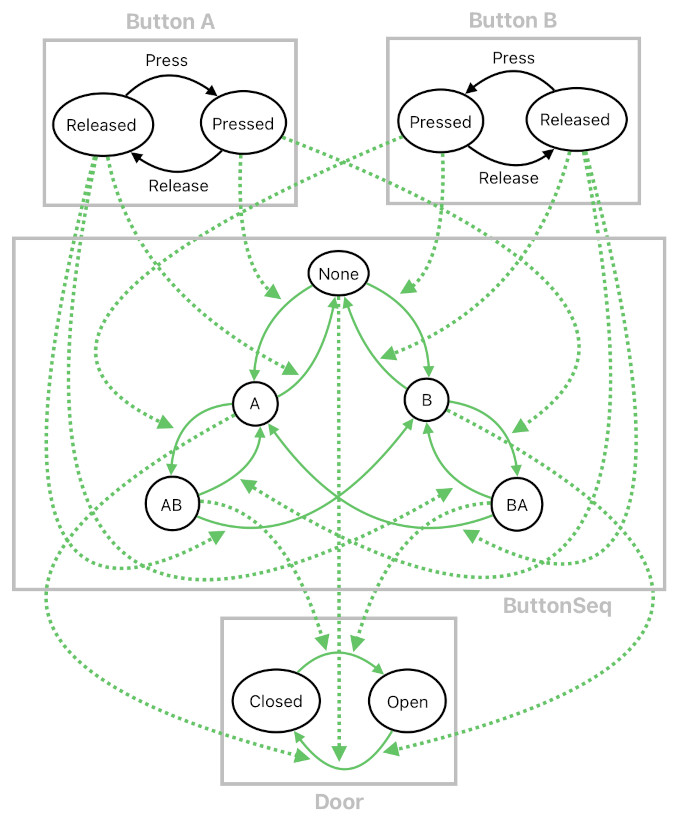 Button A
Button B
Press
Press
Released
Pressed
Pressed
Released
Release
Release
None
A
B
AB
BA
ButtonSeq
Closed
Open
Door